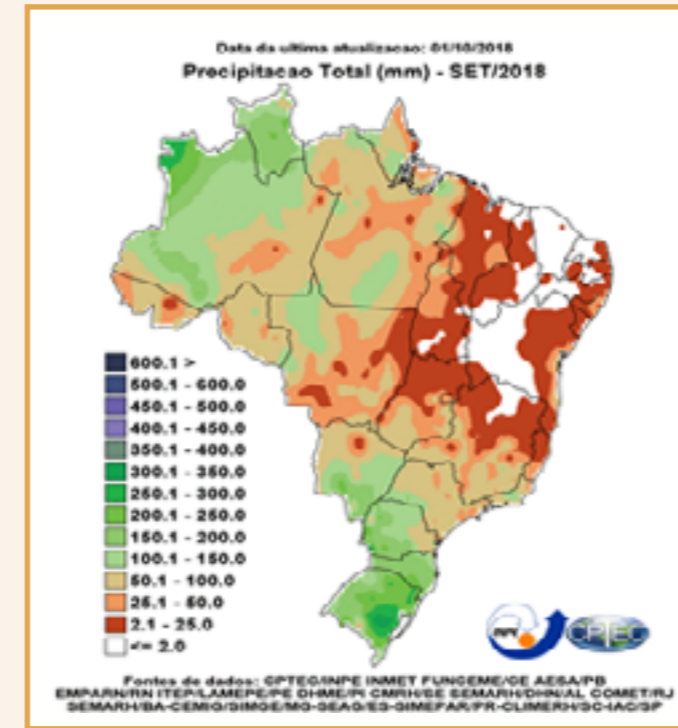 Data da ultima atualizacao: 01/10/2018
Precipitacao Total (mm) - SET/2018
600.1 >
500.1 - 600.0
450.1 - 500.0
400.1 - 450.0
350.1 - 400.0
300.1 - 350.0
250.1 - 300.0
200.1 - 250.0
150.1 - 200.0
100.1 - 150.0
50.1 - 100.0
25.1 - 50.0
2.1 - 25.0
<= 2.0
INPE
CPTEC
Fontes de dados: CPTEC/INPE INMET FUNCEME/CE AESA/PB
EMPARN/RN ITEP/LAMEPE/PE DHME/PI CMRH/SE SEMARH/DHN/AL COMET/RJ
SEMARH/BA-CEMIG/SIMGE/MG-SEAG/ES-SIMEPAR/PR-CLIMERH/SC-IAC/SP